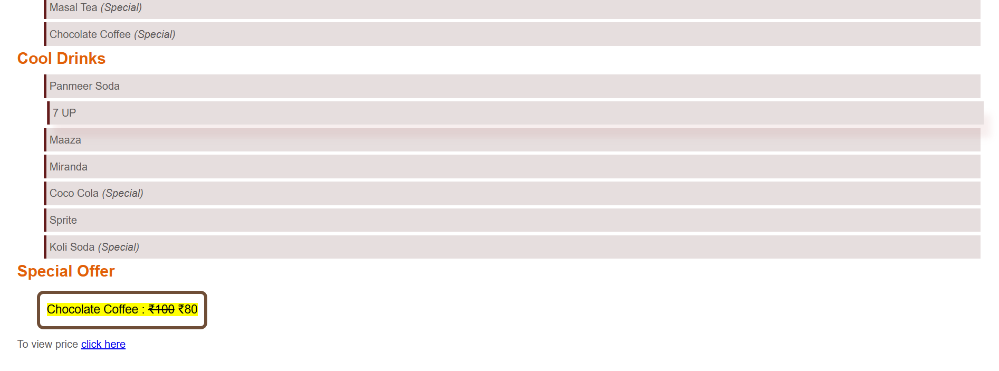 Masal Tea (Special)
Chocolate Coffee (Special)
Cool Drinks
Panmeer Soda
7 UP
Maaza
Miranda
Coco Cola (Special)
Sprite
Koli Soda (Special)
Special Offer
Chocolate Coffee : ₹100 ₹80
To view price click here